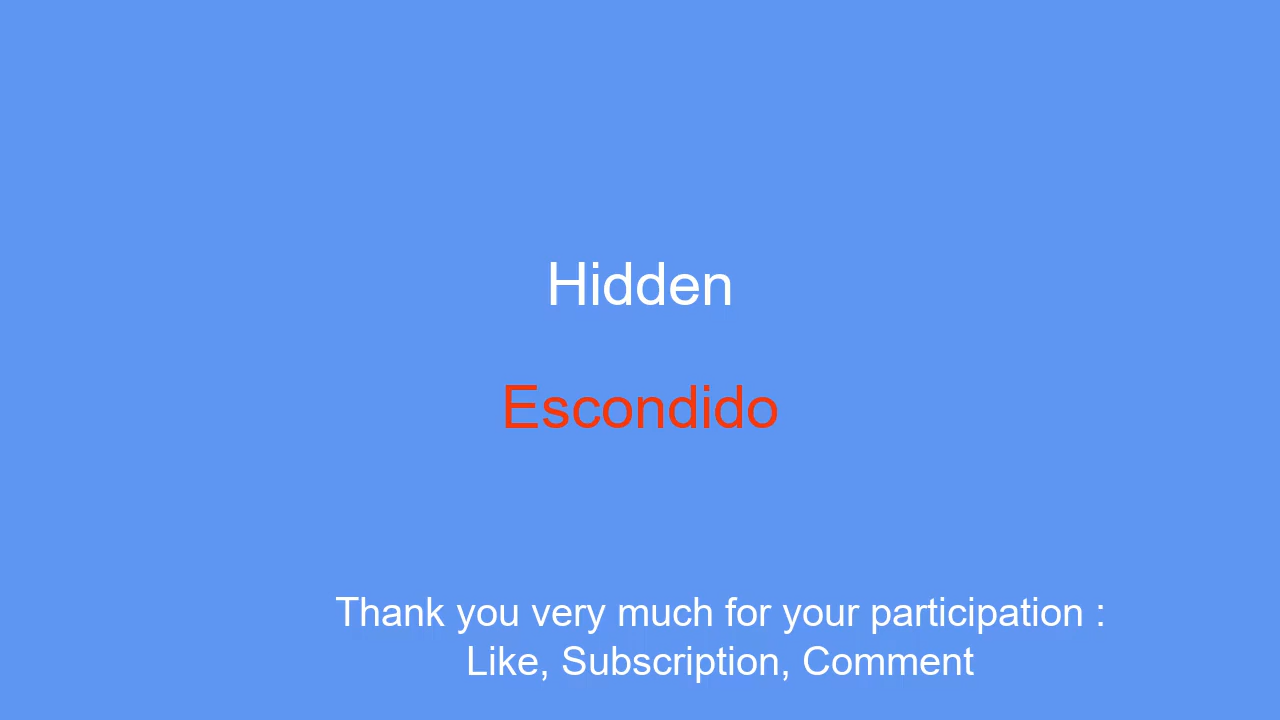 Hidden
Escondido
Thank you very much for your participation :
Like, Subscription, Comment